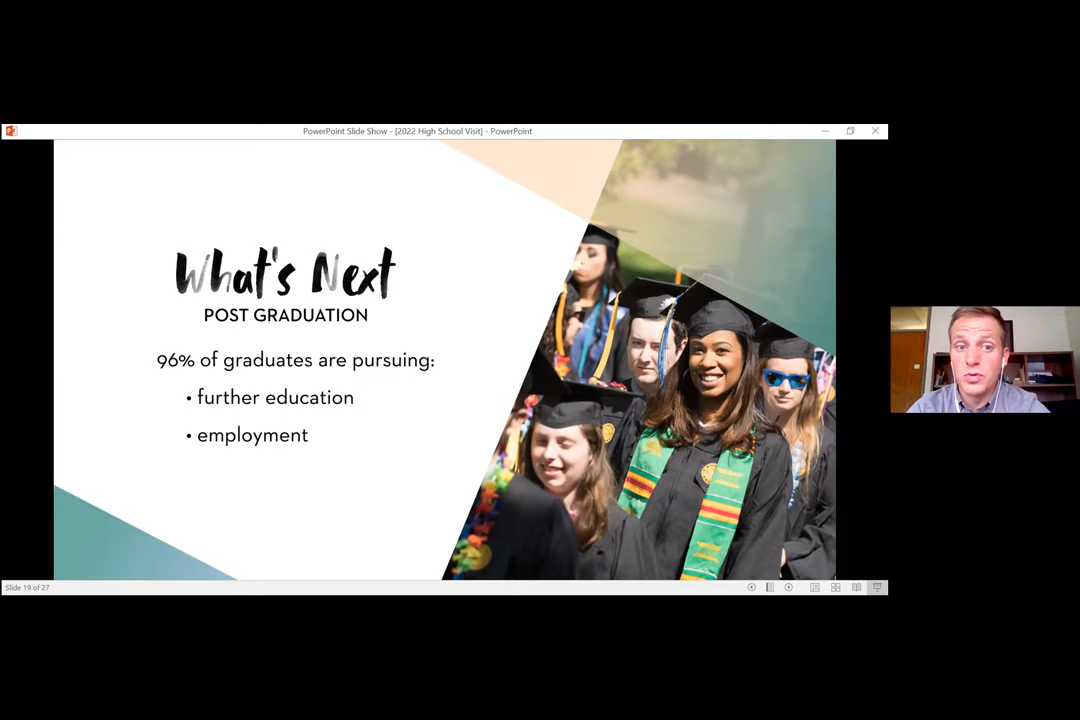 PowerPoint Slide Show - [2022 High School Visit] - PowerPoint
What's Next
POST GRADUATION
96% of graduates are pursuing:
• further education
• employment
Slide 19 of 27